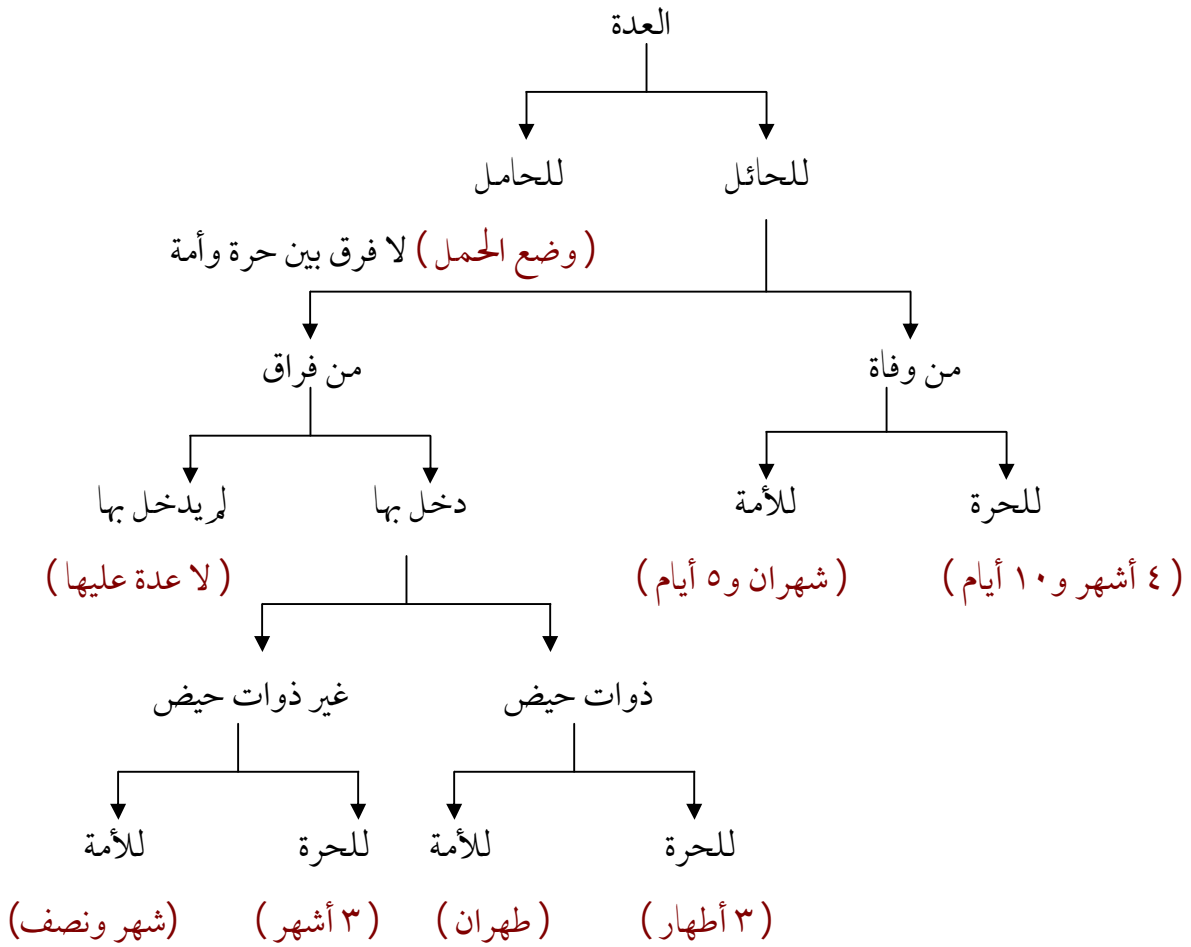 العدة
للحائل للحامل
(وضع الحمل) لا فرق بين حرة وأمة
من وفاة من فراق
للحرة للأمة دخل بها لم يدخل بها
(٤ أشهر و١٠ أيام) (شهران و٥ أيام) (لا عدة عليها)
ذوات حيض غير ذوات حيض
للحرة للأمة للحرة للأمة
(٣ أطهار) (طهران) (٣ أشهر) (شهر ونصف)